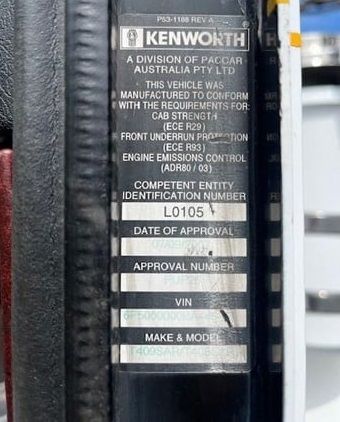 P53-1188 REV A
KENWORTH
A DIVISION OF PACCAR
AUSTRALIA PTY LTD
THIS VEHICLE WAS
MANUFACTURED TO CONFORM
WITH THE REQUIREMENTS FOR:
CAB STRENGTH
(ECE R29)
FRONT UNDERRUN PROTECTION
(ECE R93)
ENGINE EMISSIONS CONTROL
(ADR80 / 03)
COMPETENT ENTITY
IDENTIFICATION NUMBER
L0105
DATE OF APPROVAL
APPROVAL NUMBER
VIN
MAKE & MODEL